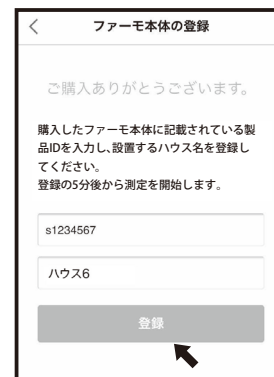 ファーモ本体の登録
ご購入ありがとうございます。
購入したファーモ本体に記載されている製
品IDを入力し、設置するハウス名を登録し
てください。
登録の5分後から測定を開始します。
s1234567
ハウス6
登録